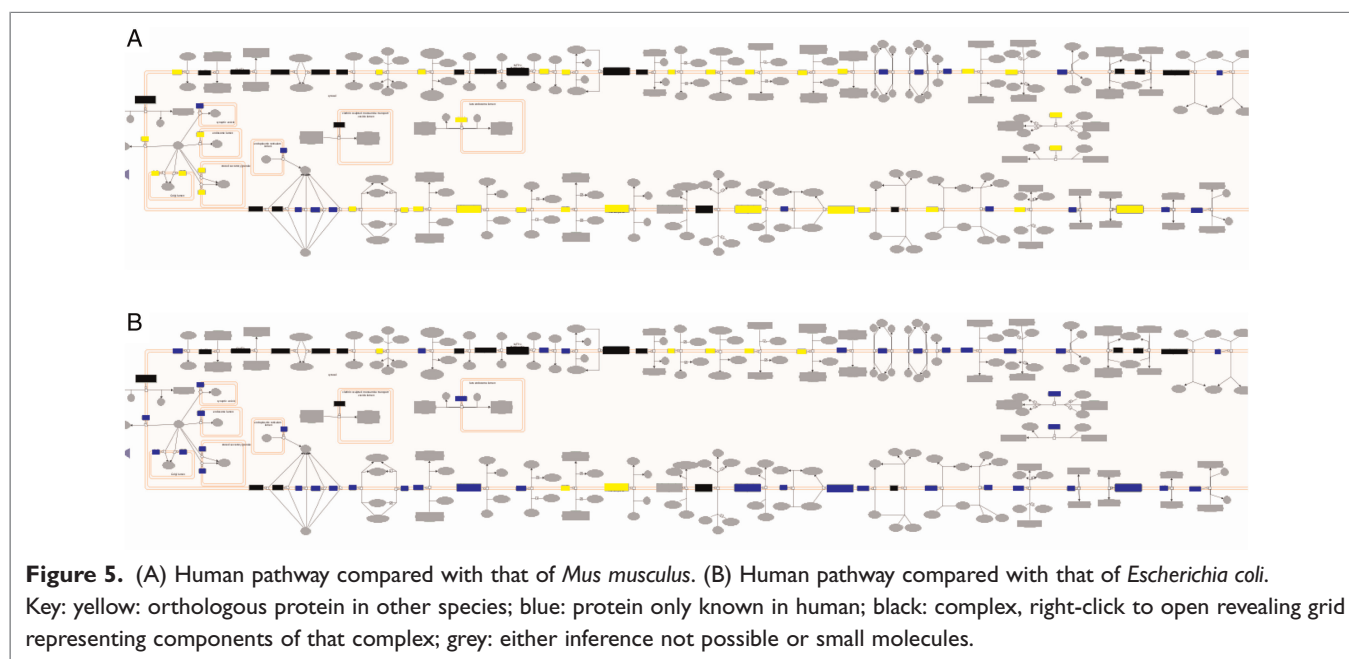 A
B
Figure 5. (A) Human pathway compared with that of Mus musculus. (B) Human pathway compared with that of Escherichia coli.
Key: yellow: orthologous protein in other species; blue: protein only known in human; black: complex, right-click to open revealing grid
representing components of that complex; grey: either inference not possible or small molecules.